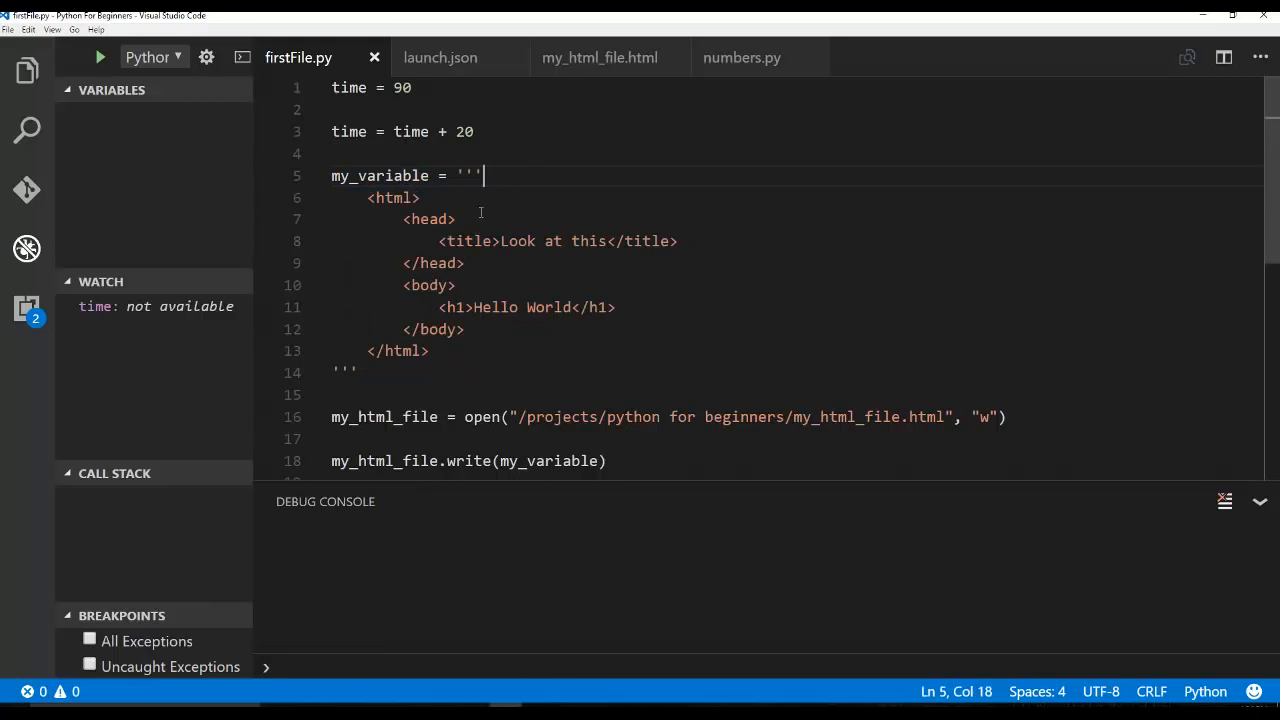 firstFile.py - Python For Beginners - Visual Studio Code
File Edit View Go Help
Python
firstFile.py
launch.json
my_html_file.html
numbers.py
VARIABLES
WATCH
time: not available
CALL STACK
BREAKPOINTS
All Exceptions
Uncaught Exceptions
2
1 time = 90
2
3 time = time + 20
4
5 my_variable = '''
6 <html>
7 <head>
8 <title>Look at this</title>
9 </head>
10 <body>
11 <h1>Hello World</h1>
12 </body>
13 </html>
14 '''
15
16 my_html_file = open("/projects/python for beginners/my_html_file.html", "w")
17
18 my_html_file.write(my_variable)
DEBUG CONSOLE
0 0
Ln 5, Col 18
Spaces: 4
UTF-8
CRLF
Python